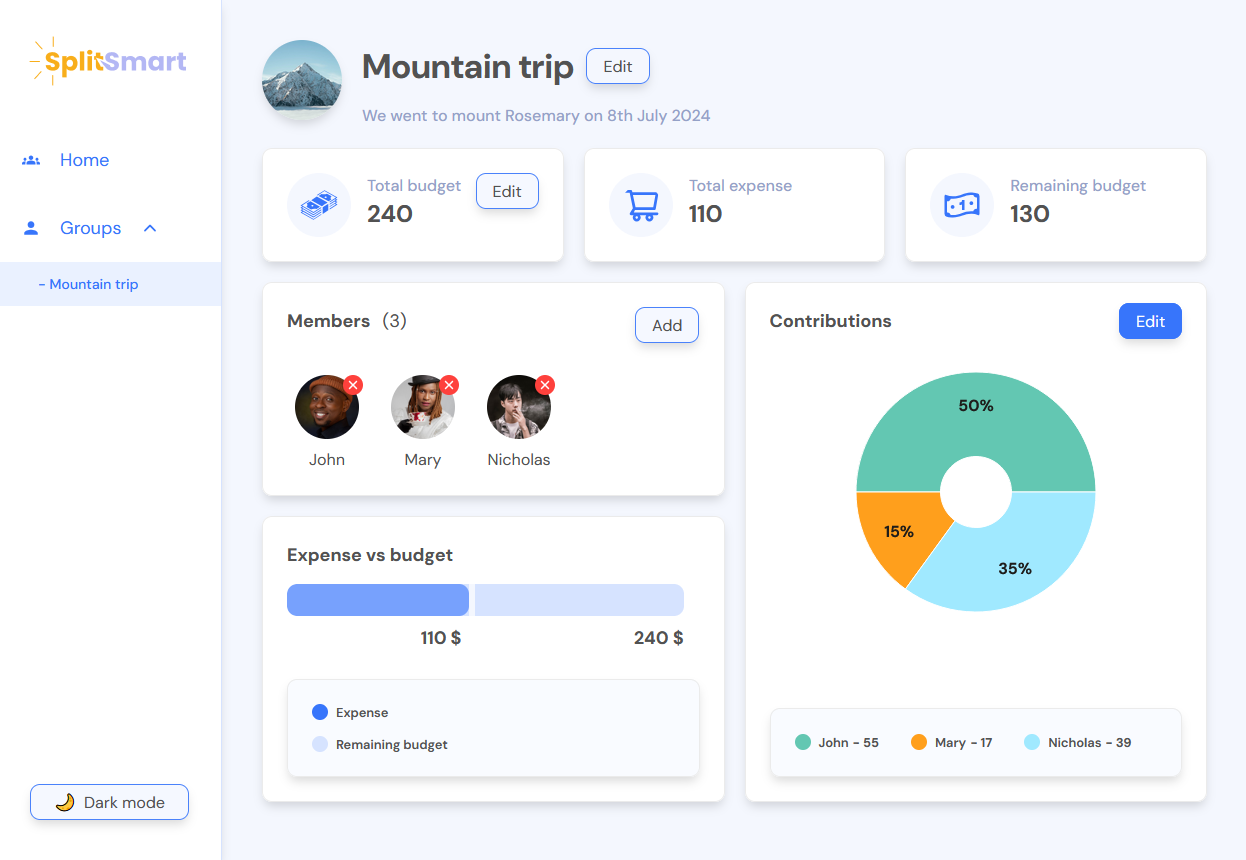 SplitSmart
Home
Groups
- Mountain trip
Dark mode
Mountain trip
Edit
We went to mount Rosemary on 8th July 2024
Total budget
240
Edit
Total expense
110
Remaining budget
130
1
Members (3)
Add
John
Mary
Nicholas
Expense vs budget
110 $
240 $
Expense
Remaining budget
Contributions
Edit
50%
15%
35%
John - 55
Mary - 17
Nicholas - 39